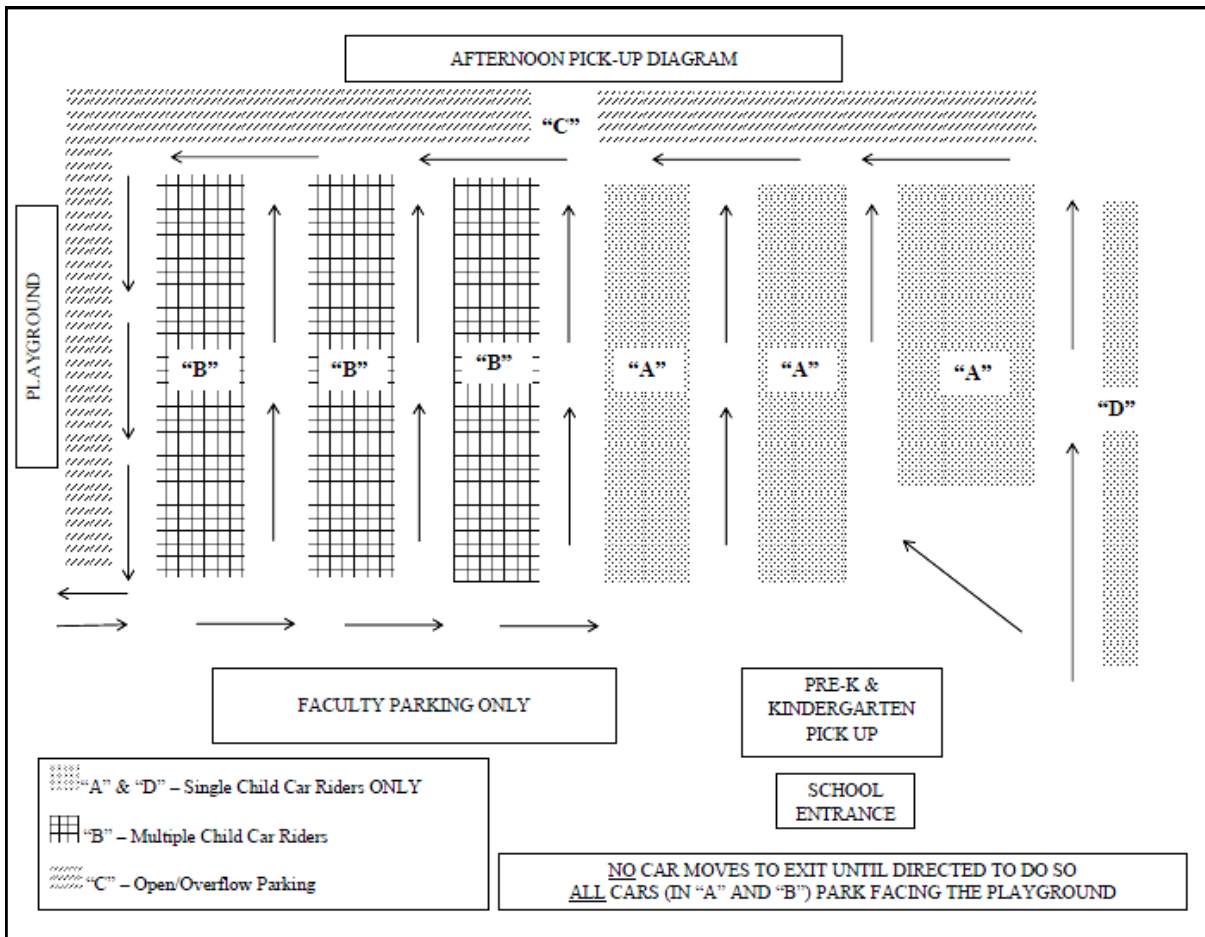 AFTERNOON PICK-UP DIAGRAM
“C”
PLAYGROUND
“B”
“B”
“B”
“A”
“A”
“A”
“D”
FACULTY PARKING ONLY
PRE-K &
KINDERGARTEN
PICK UP
“A” & “D” – Single Child Car Riders ONLY
“B” – Multiple Child Car Riders
“C” – Open/Overflow Parking
SCHOOL
ENTRANCE
NO CAR MOVES TO EXIT UNTIL DIRECTED TO DO SO
ALL CARS (IN “A” AND “B”) PARK FACING THE PLAYGROUND